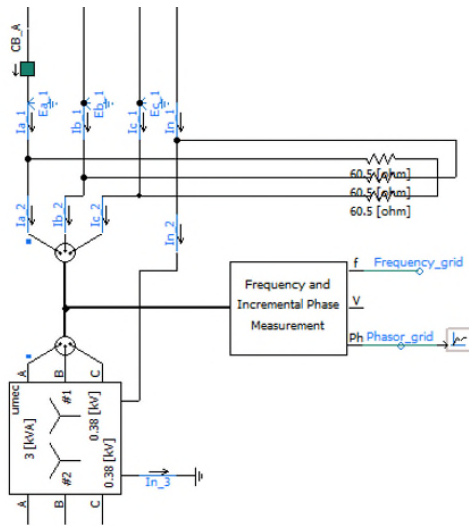 CB_A
Ia_1
Ea_1
Ib_1
Eb_1
Ic_1
Ec_1
In_1
60.5 [ohm]
60.5 [ohm]
60.5 [ohm]
Ia_2
Ib_2
Ic_2
In_2
Frequency and
Incremental Phase
Measurement
f
Frequency_grid
V
Ph
Phasor_grid
A
B
C
umec
3 [kVA]
#1
0.38 [kV]
#2
0.38 [kV]
In_3
A
B
C